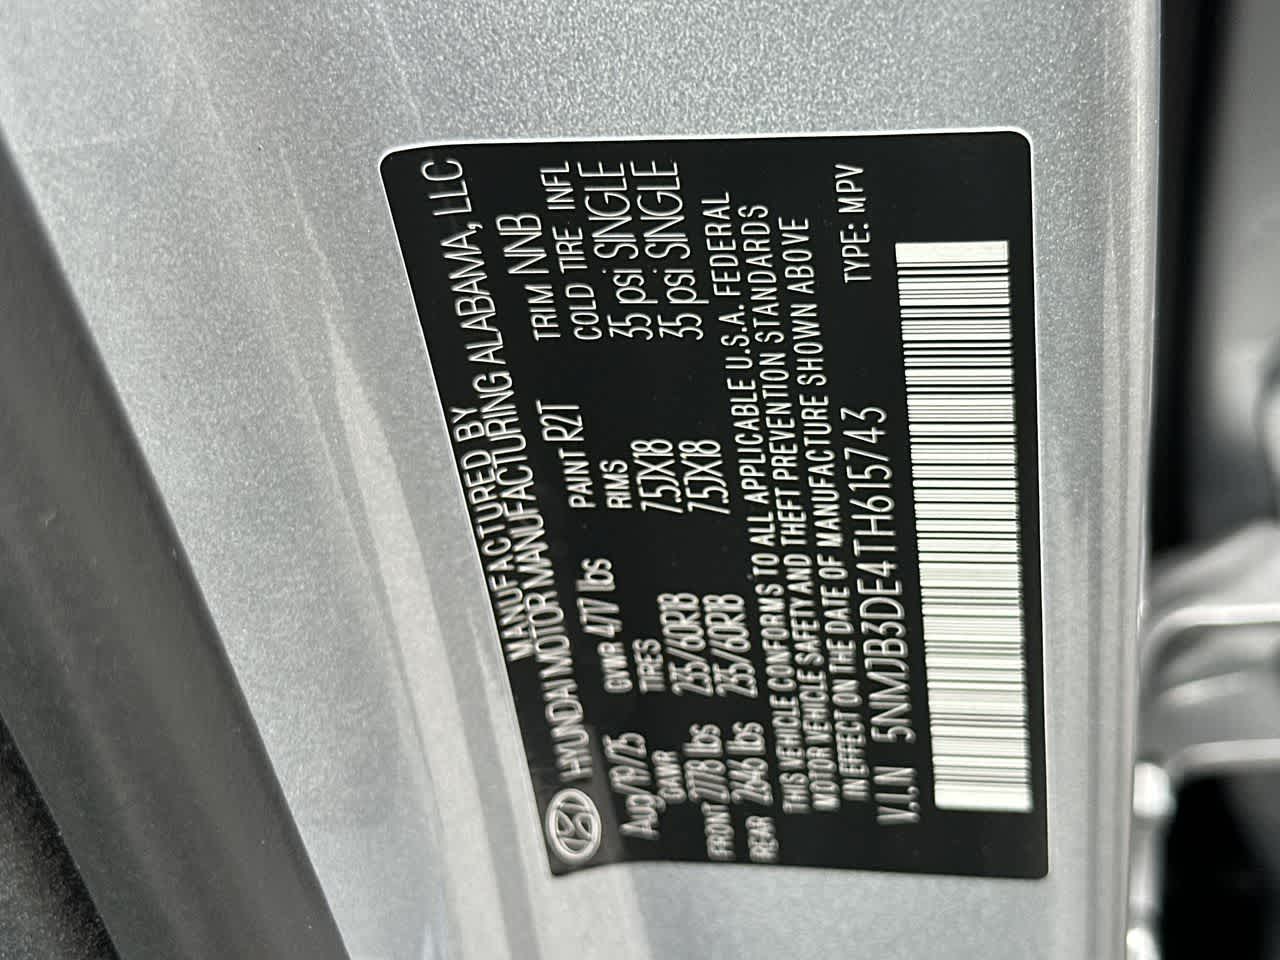 MANUFACTURED BY
HYUNDAI MOTOR MANUFACTURING ALABAMA, LLC
Aug/19/25 GVWR 4717 lbs PAINT R2T TRIM NNB
GAWR TIRES RIMS COLD TIRE INFL
FRONT 2778 lbs 235/60R18 7.5JX18 35 psi SINGLE
REAR 2646 lbs 235/60R18 7.5JX18 35 psi SINGLE
THIS VEHICLE CONFORMS TO ALL APPLICABLE U.S.A. FEDERAL
MOTOR VEHICLE SAFETY AND THEFT PREVENTION STANDARDS
IN EFFECT ON THE DATE OF MANUFACTURE SHOWN ABOVE
V.I.N 5NMDB3DE4TH615743 TYPE: MPV